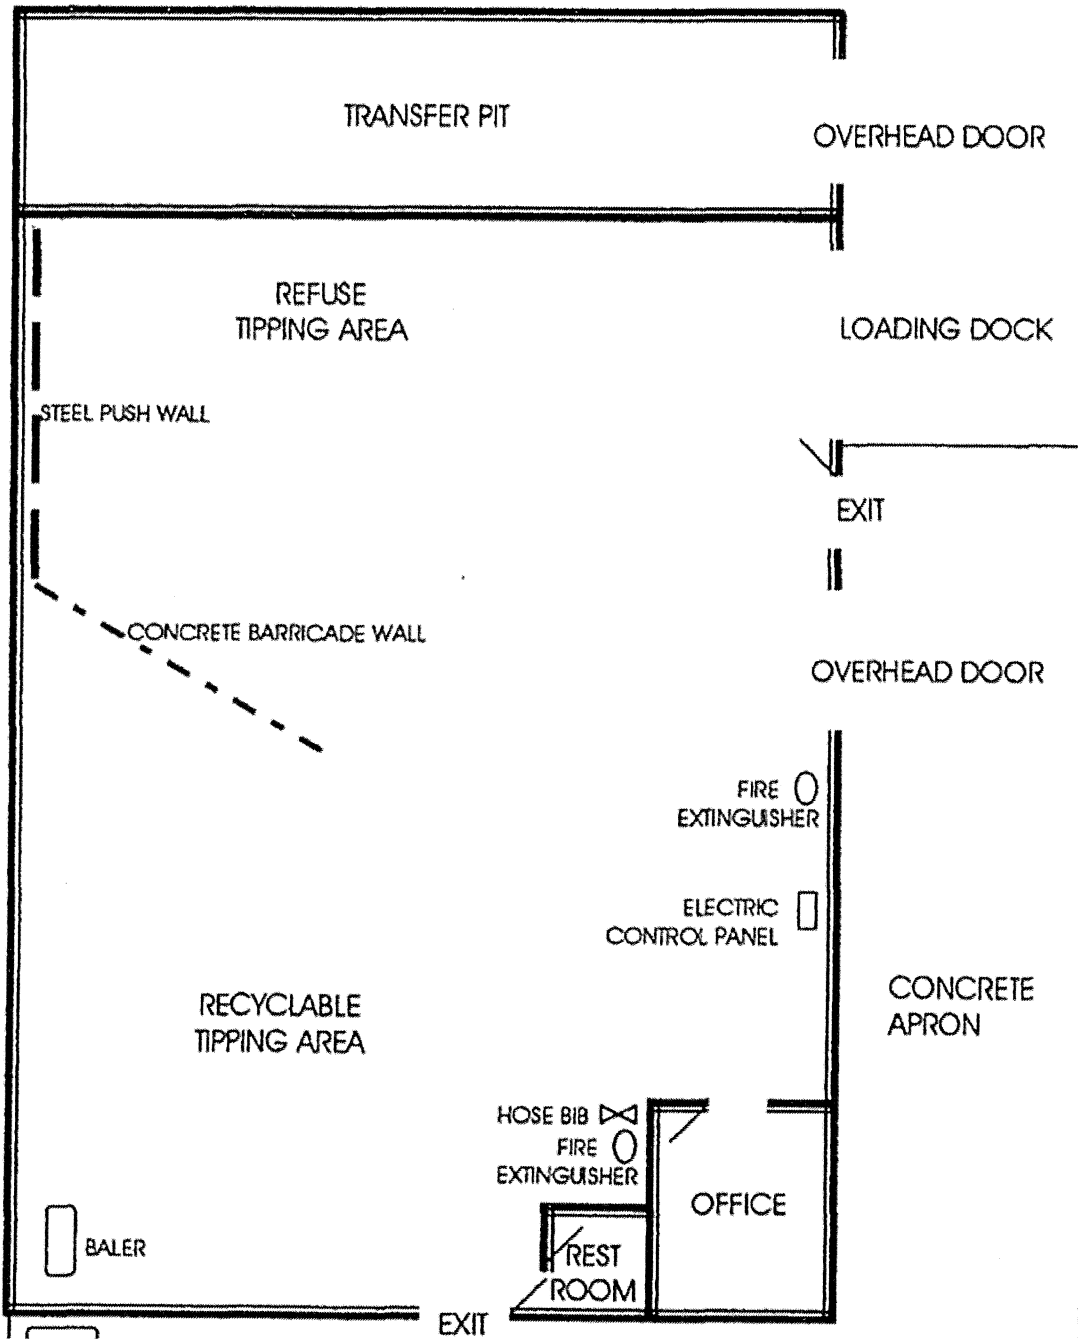 TRANSFER PIT
OVERHEAD DOOR
REFUSE
TIPPING AREA
LOADING DOCK
STEEL PUSH WALL
EXIT
CONCRETE BARRICADE WALL
OVERHEAD DOOR
FIRE
EXTINGUISHER
ELECTRIC
CONTROL PANEL
CONCRETE
APRON
RECYCLABLE
TIPPING AREA
HOSE BIB
FIRE
EXTINGUISHER
OFFICE
BALER
REST
ROOM
EXIT